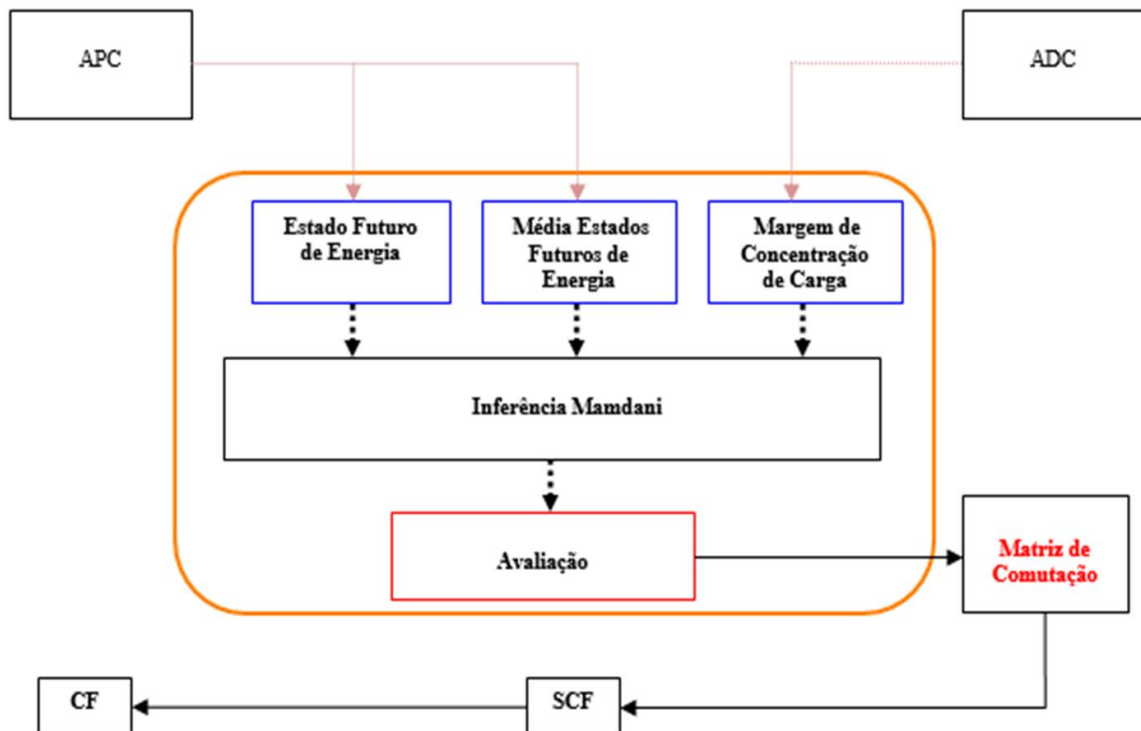 APC
ADC
Estado Futuro
de Energia
Média Estados
Futuros de
Energia
Margem de
Concentração
de Carga
Inferência Mamdani
Avaliação
Matriz de
Comutação
CF
SCF